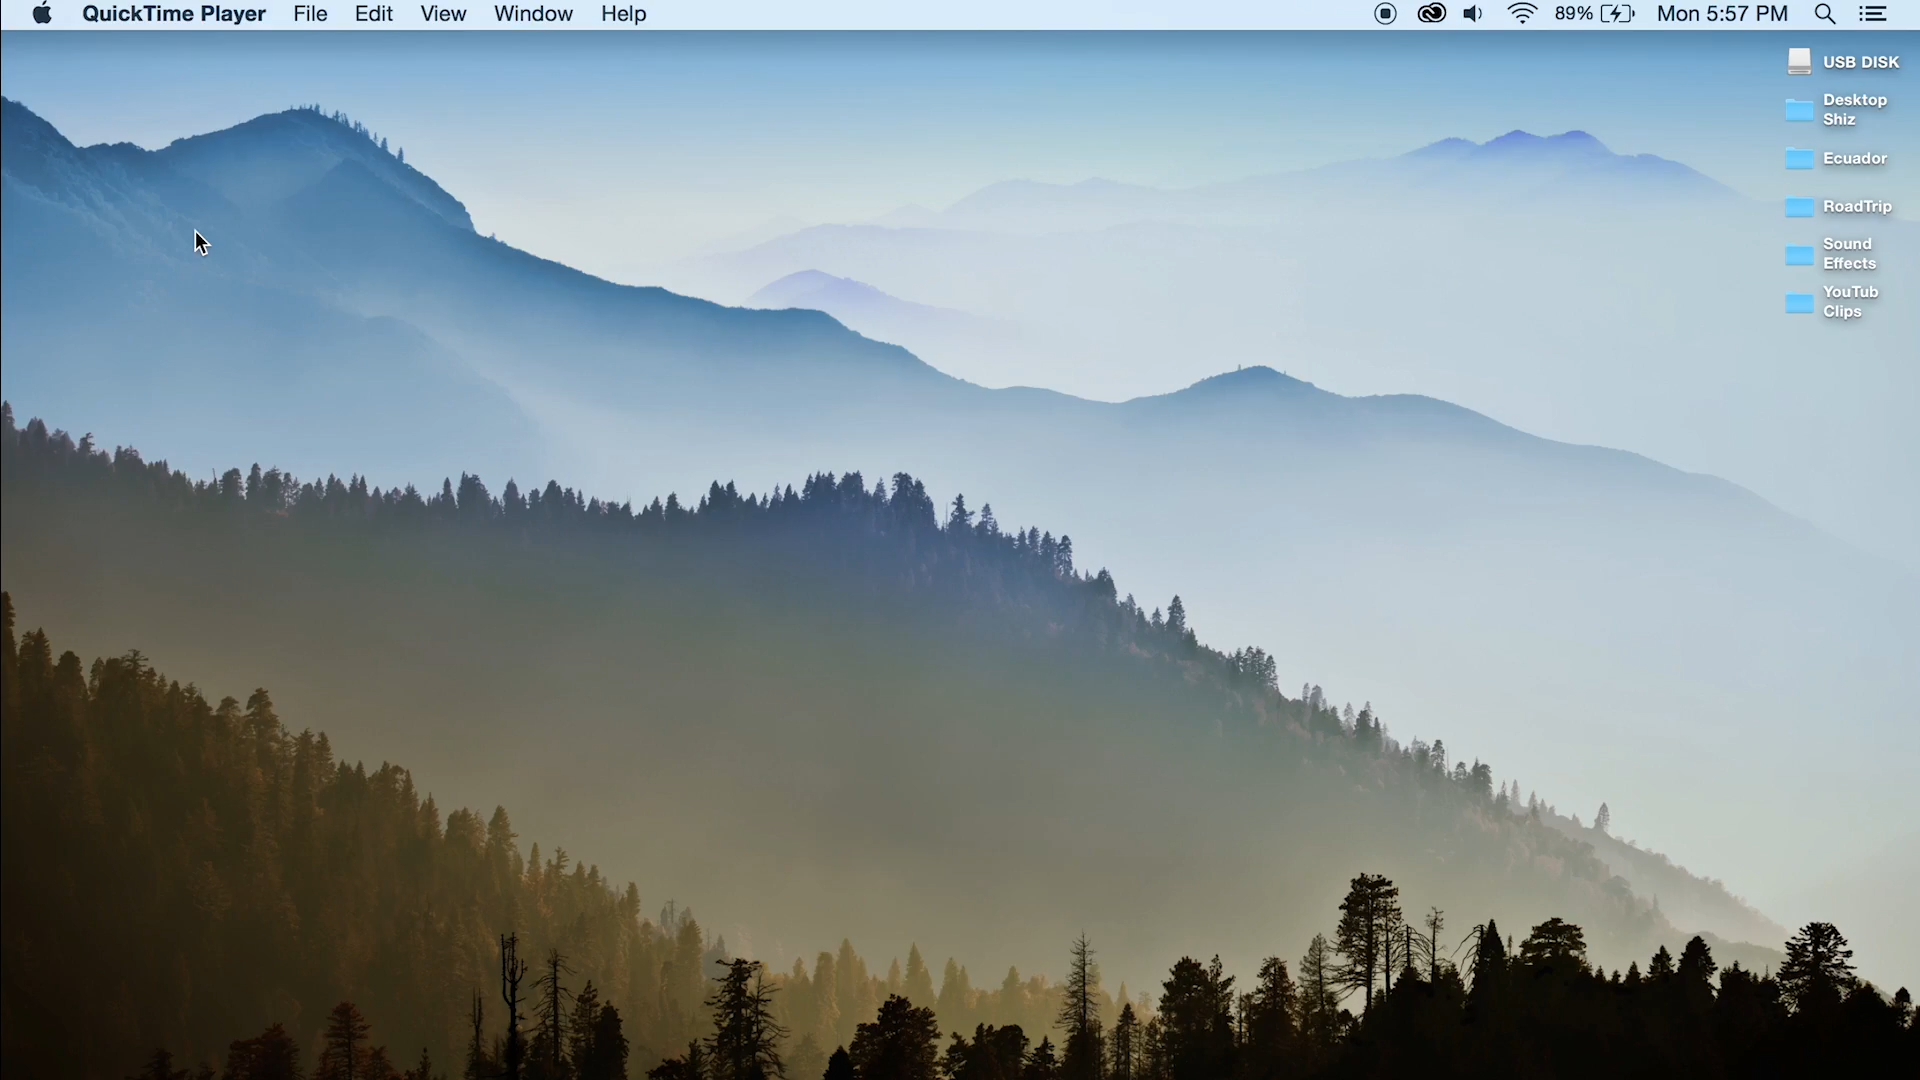 QuickTime Player File Edit View Window Help 89% Mon 5:57 PM
USB DISK
Desktop
Shiz
Ecuador
RoadTrip
Sound
Effects
YouTub
Clips